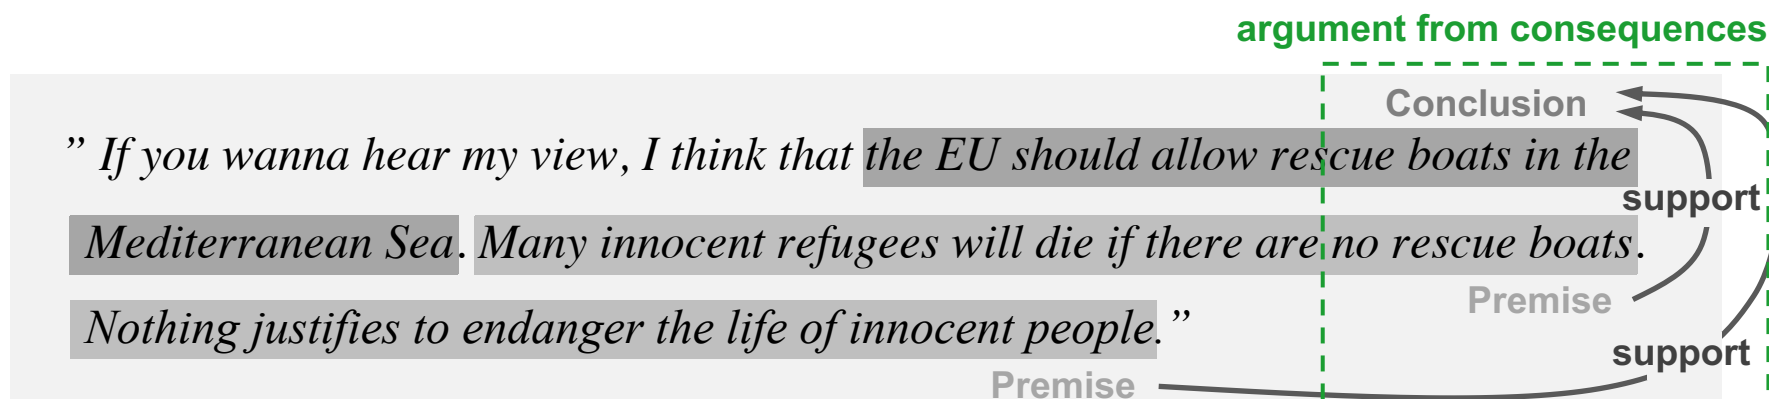 argument from consequences
Conclusion
” If you wanna hear my view, I think that the EU should allow rescue boats in the
support
Mediterranean Sea. Many innocent refugees will die if there are no rescue boats.
Premise
Nothing justifies to endanger the life of innocent people.”
support
Premise